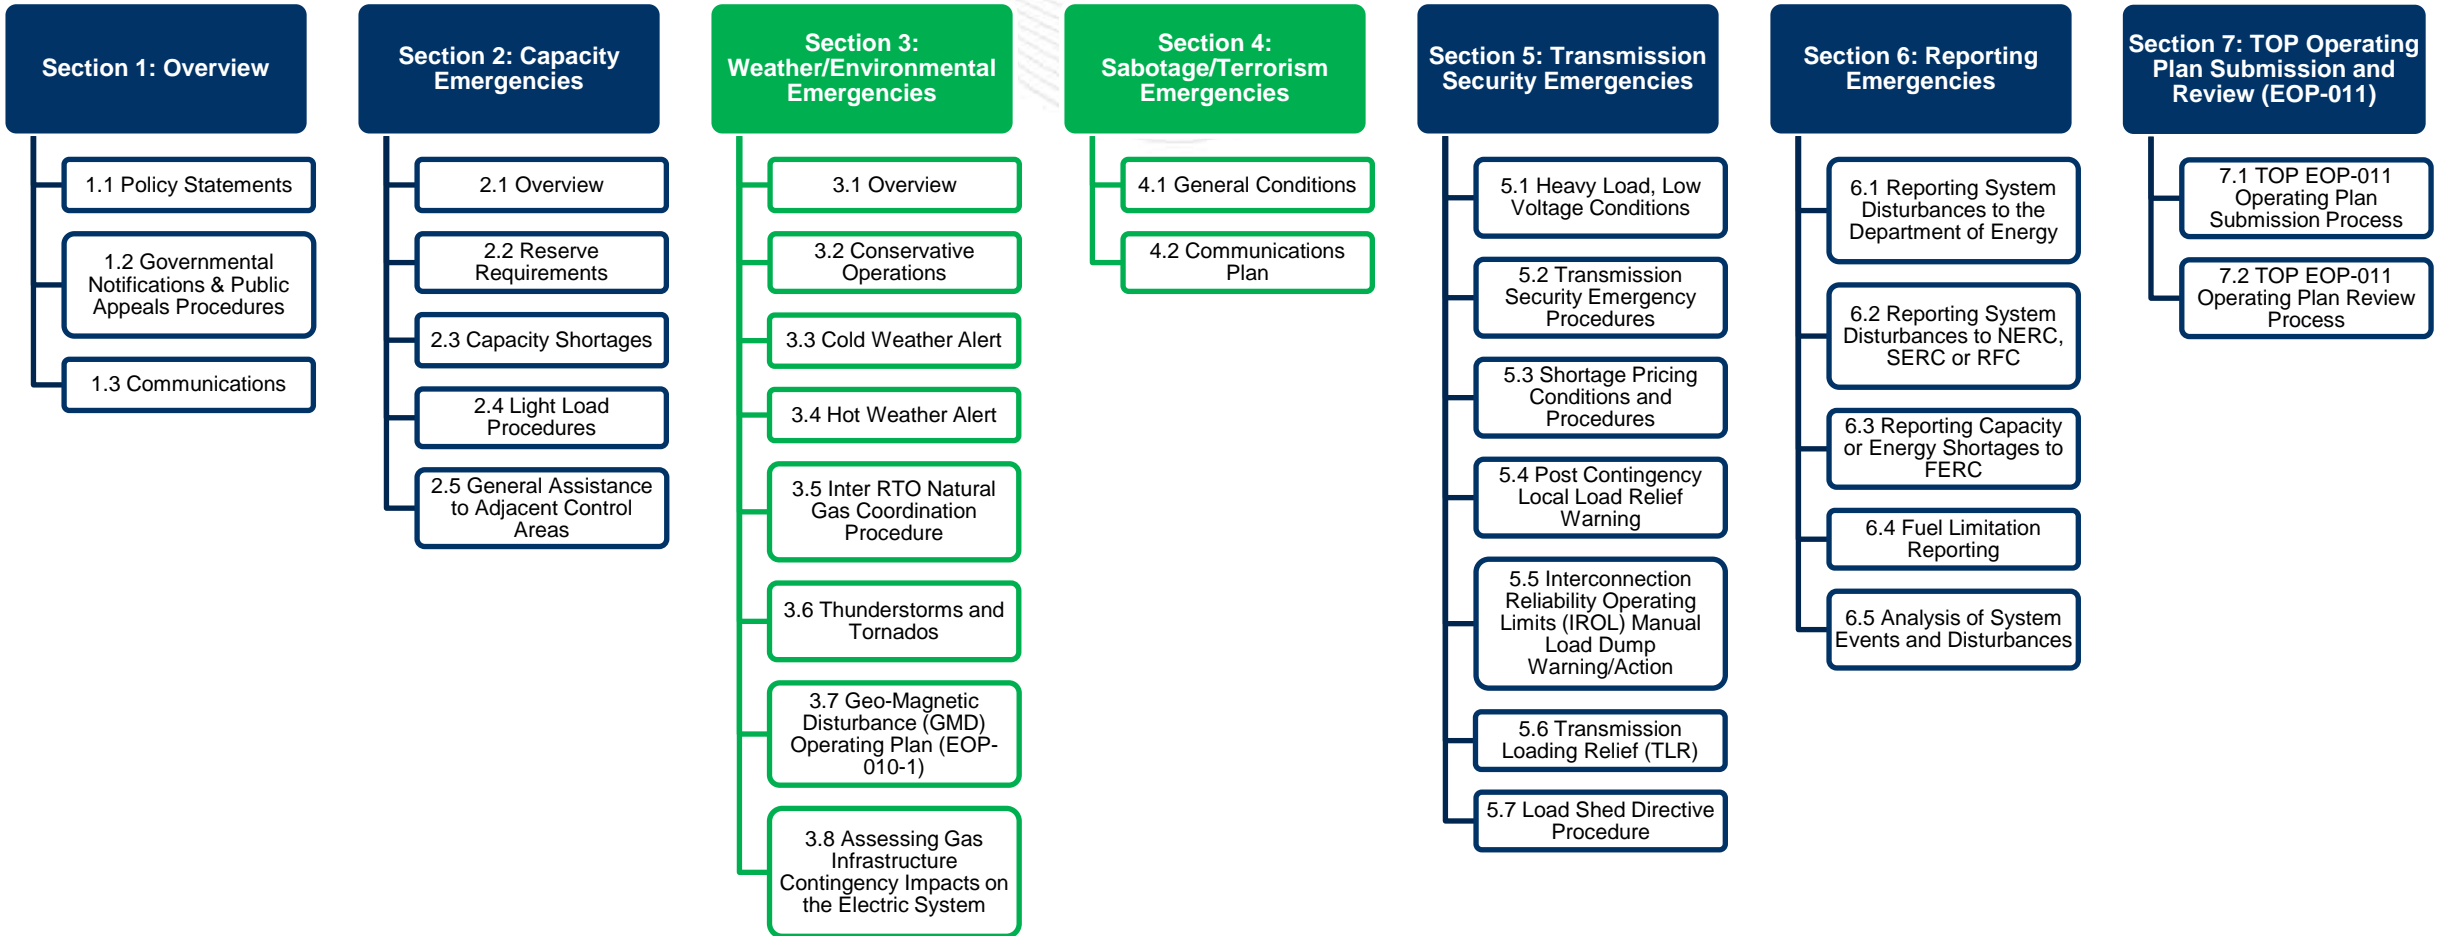 Section 1: Overview
1.1 Policy Statements
1.2 Governmental
Notifications & Public
Appeals Procedures
1.3 Communications
Section 2: Capacity
Emergencies
2.1 Overview
2.2 Reserve
Requirements
2.3 Capacity Shortages
2.4 Light Load
Procedures
2.5 General Assistance
to Adjacent Control
Areas
Section 3:
Weather/Environmental
Emergencies
3.1 Overview
3.2 Conservative
Operations
3.3 Cold Weather Alert
3.4 Hot Weather Alert
3.5 Inter RTO Natural
Gas Coordination
Procedure
3.6 Thunderstorms and
Tornados
3.7 Geo-Magnetic
Disturbance (GMD)
Operating Plan (EOP-
010-1)
3.8 Assessing Gas
Infrastructure
Contingency Impacts on
the Electric System
Section 4:
Sabotage/Terrorism
Emergencies
4.1 General Conditions
4.2 Communications
Plan
Section 5: Transmission
Security Emergencies
5.1 Heavy Load, Low
Voltage Conditions
5.2 Transmission
Security Emergency
Procedures
5.3 Shortage Pricing
Conditions and
Procedures
5.4 Post Contingency
Local Load Relief
Warning
5.5 Interconnection
Reliability Operating
Limits (IROL) Manual
Load Dump
Warning/Action
5.6 Transmission
Loading Relief (TLR)
5.7 Load Shed Directive
Procedure
Section 6: Reporting
Emergencies
6.1 Reporting System
Disturbances to the
Department of Energy
6.2 Reporting System
Disturbances to NERC,
SERC or RFC
6.3 Reporting Capacity
or Energy Shortages to
FERC
6.4 Fuel Limitation
Reporting
6.5 Analysis of System
Events and Disturbances
Section 7: TOP Operating
Plan Submission and
Review (EOP-011)
7.1 TOP EOP-011
Operating Plan
Submission Process
7.2 TOP EOP-011
Operating Plan Review
Process